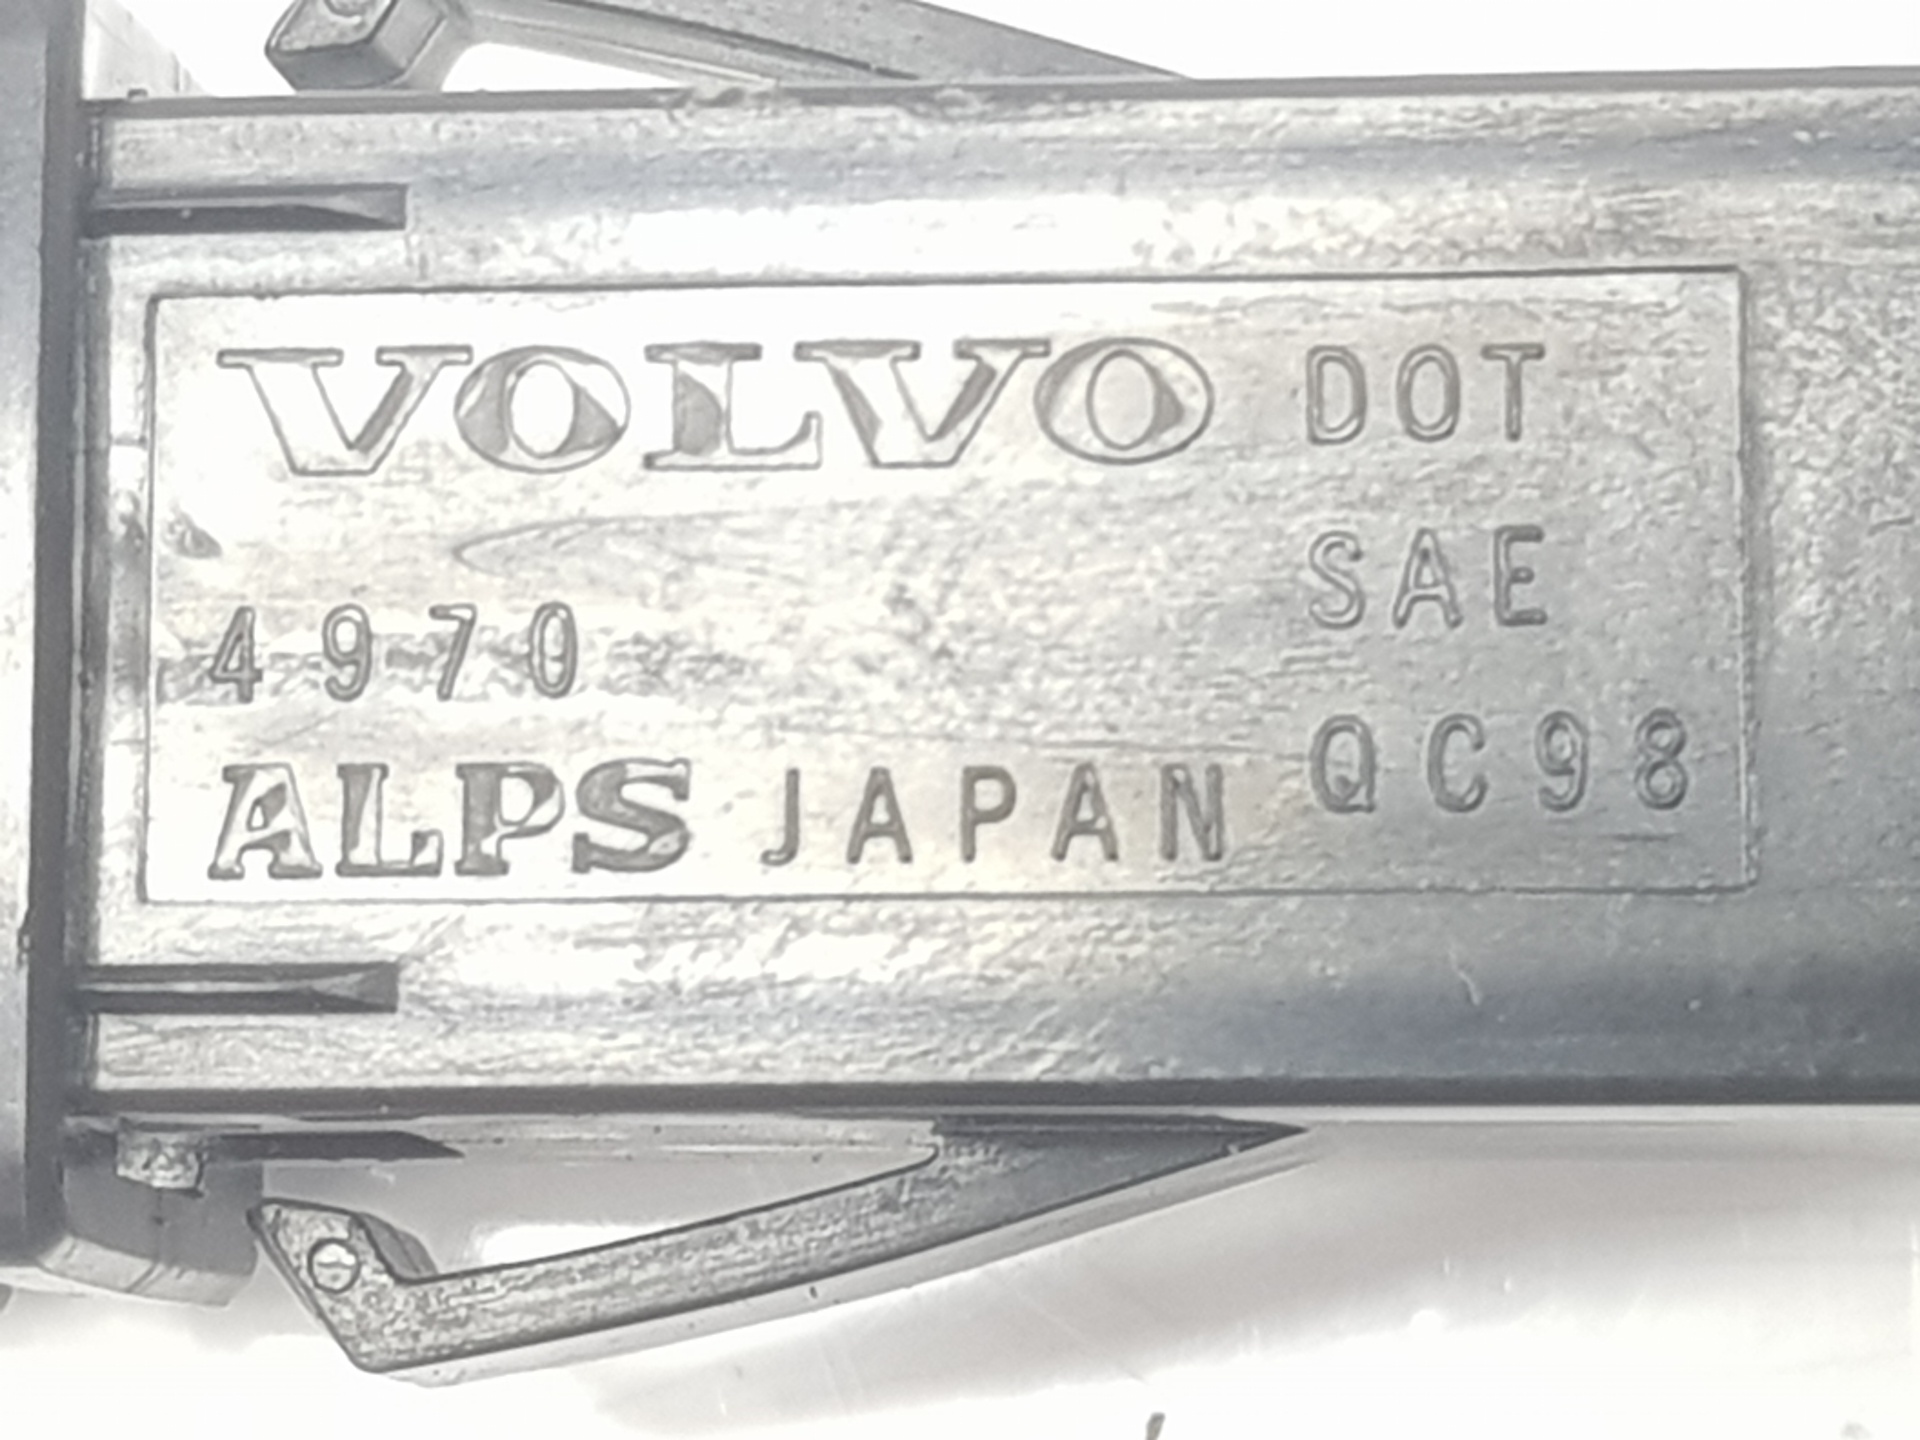 VOLVO DOT
SAE
4970
QC98
ALPS JAPAN